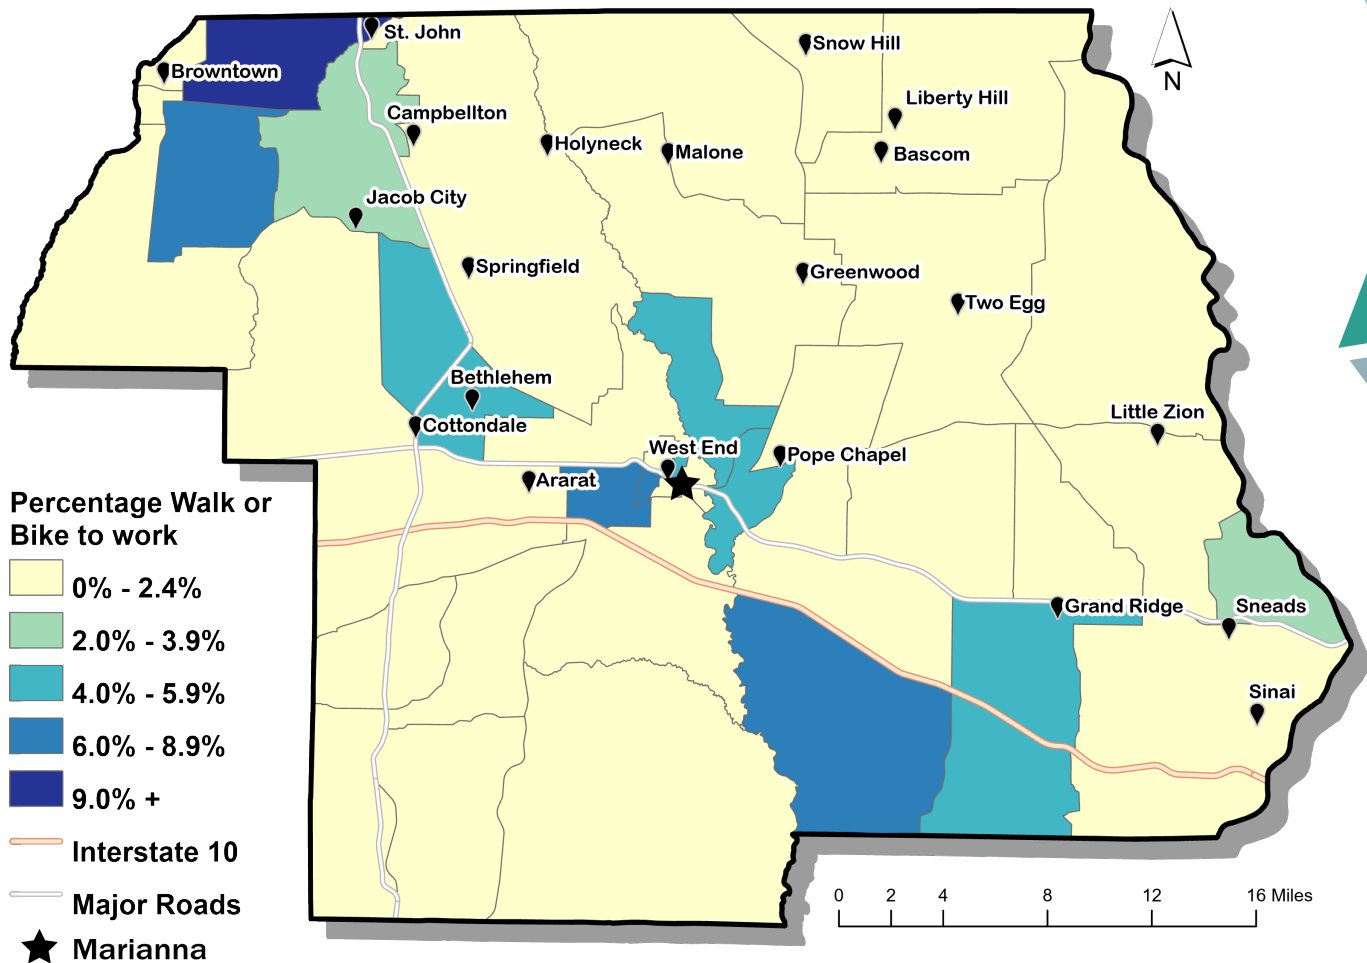 St. John
Snow Hill
Browntown
N
Liberty Hill
Campbellton
Holyneck
Malone
Bascom
Jacob City
Springfield
Greenwood
Two Egg
Bethlehem
Little Zion
Cottondale
West End
Pope Chapel
Ararat
Percentage Walk or
Bike to work
0% - 2.4%
2.0% - 3.9%
4.0% - 5.9%
6.0% - 8.9%
9.0% +
Interstate 10
Major Roads
Marianna
Grand Ridge
Sneads
Sinai
0 2 4 8 12 16 Miles